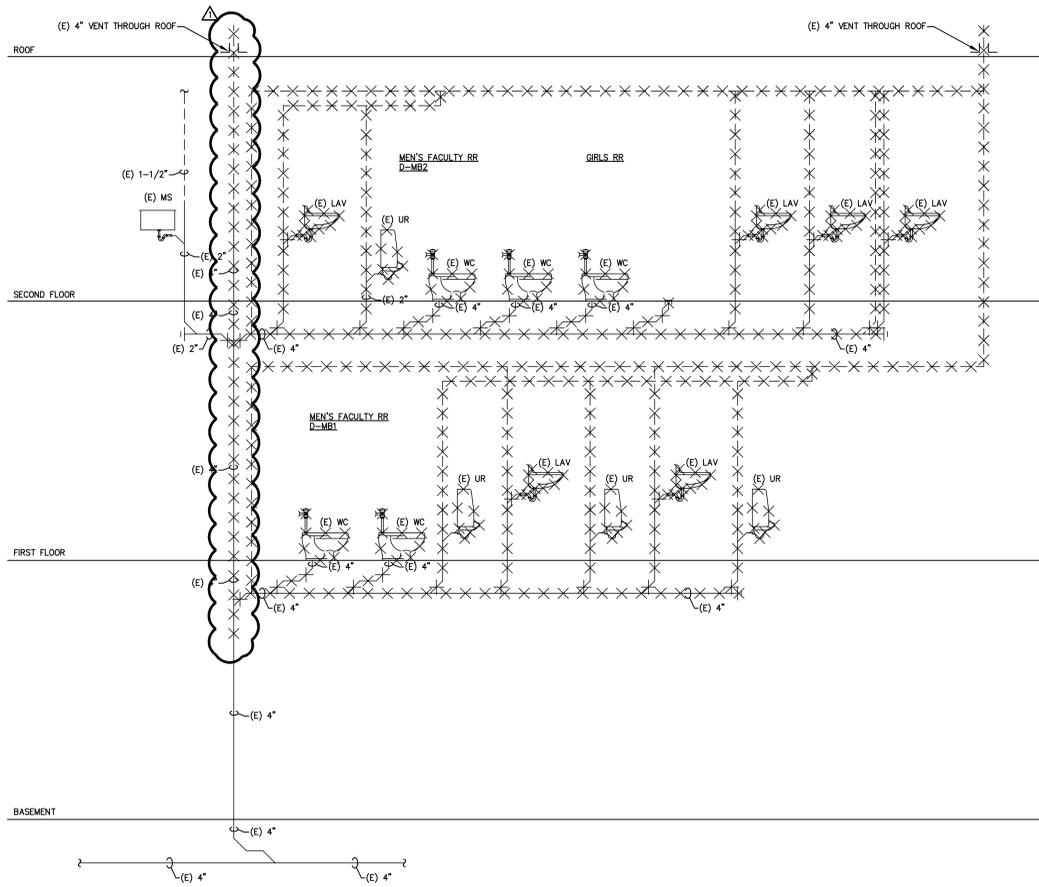 1
(E) 4" VENT THROUGH ROOF
(E) 4" VENT THROUGH ROOF
ROOF
MEN'S FACULTY RR
D-MB2
GIRLS RR
(E) 1-1/2"
(E) MS
(E) LAV
(E) UR
(E) LAV
(E) LAV
(E) LAV
(E) 2"
(E)
(E) WC
(E) WC
(E) WC
SECOND FLOOR
(E) 2"
(E) 4"
(E) 4"
(E) 4"
(E)
(E) 2"
(E) 4"
(E) 4"
MEN'S FACULTY RR
D-MB1
(E)
(E) UR
(E) LAV
(E) UR
(E) LAV
(E) UR
(E) WC
(E) WC
FIRST FLOOR
(E) 4"
(E) 4"
(E)
(E) 4"
(E) 4"
(E) 4"
BASEMENT
(E) 4"
(E) 4"
(E) 4"